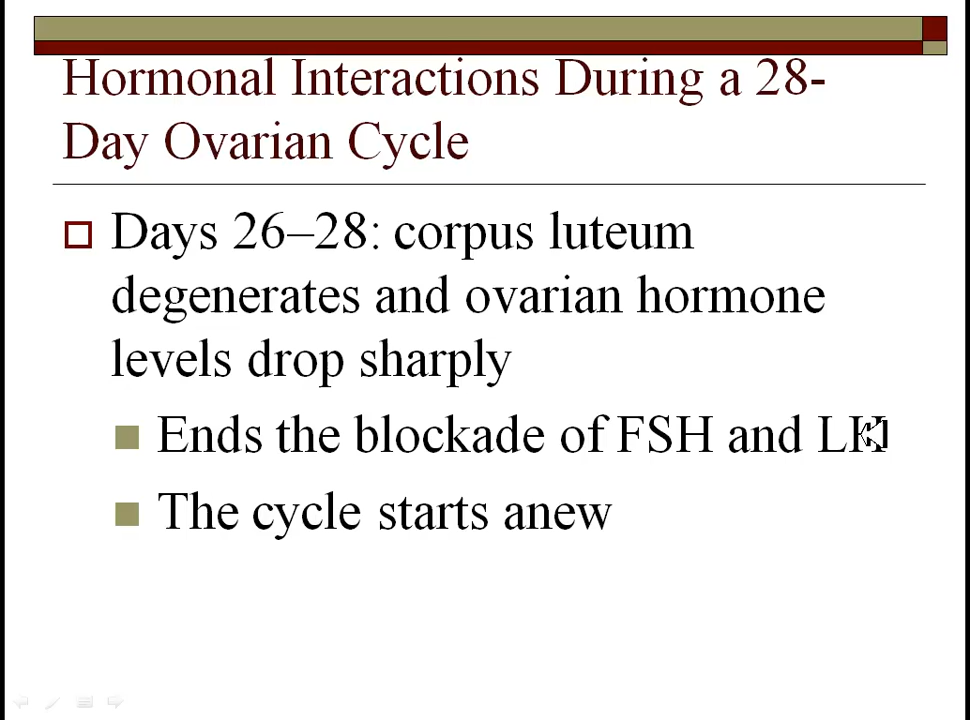 Hormonal Interactions During a 28-
Day Ovarian Cycle
Days 26–28: corpus luteum
degenerates and ovarian hormone
levels drop sharply
Ends the blockade of FSH and LH
The cycle starts anew